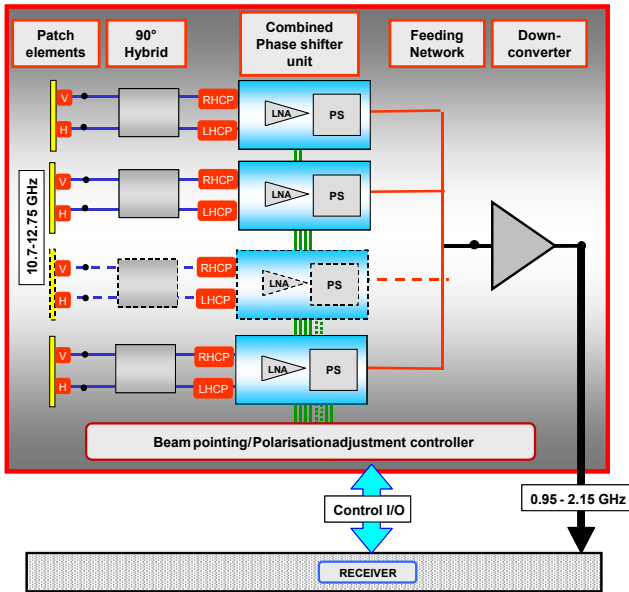 Patch
elements
90°
Hybrid
Combined
Phase shifter
unit
Feeding
Network
Down-
converter
10.7-12.75 GHz
V
H
RHCP
LHCP
LNA
PS
V
H
RHCP
LHCP
LNA
PS
V
H
RHCP
LHCP
LNA
PS
V
H
RHCP
LHCP
LNA
PS
Beam pointing/Polarisationadjustment controller
Control I/O
0.95 - 2.15 GHz
RECEIVER